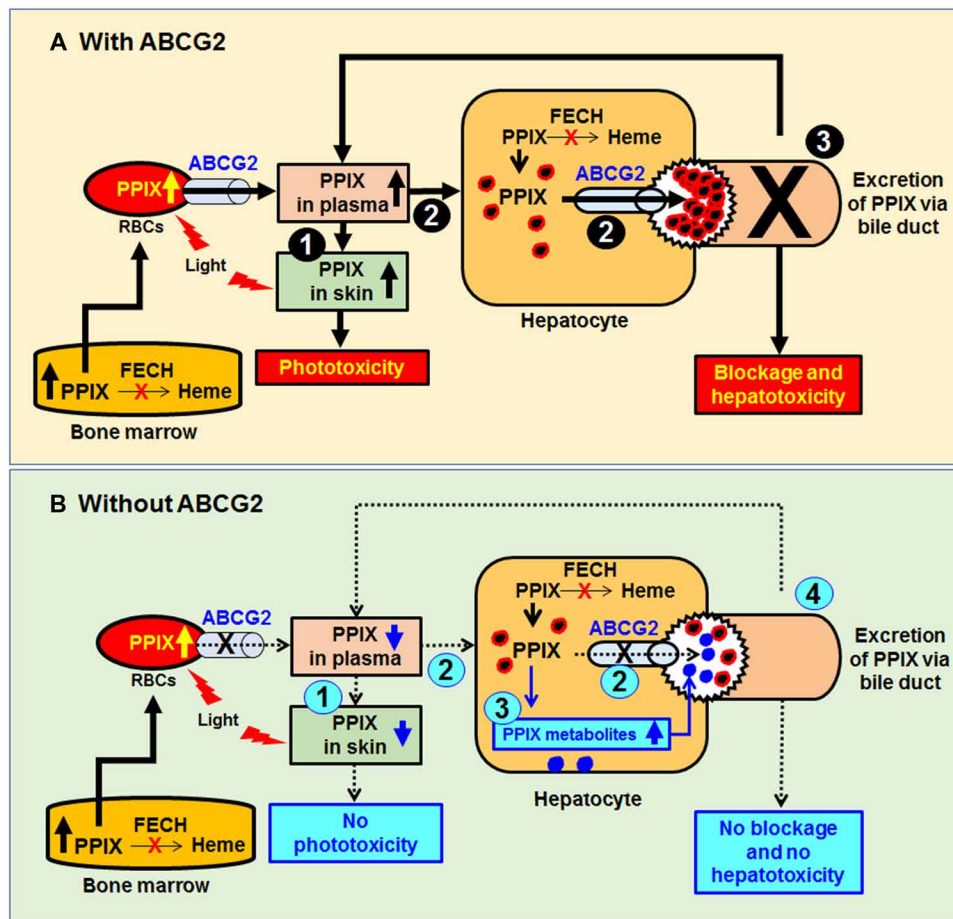 A With ABCG2
FECH
PPIX X Heme
3
ABCG2
PPIX
RBCs
PPIX
in plasma
2
PPIX
ABCG2
2
X
Excretion
of PPIX via
bile duct
1
Light
PPIX
in skin
Hepatocyte
Phototoxicity
Blockage and
hepatotoxicity
FECH
PPIX X Heme
Bone marrow
B Without ABCG2
FECH
PPIX X Heme
4
ABCG2
PPIX X
RBCs
PPIX
in plasma
2
PPIX
ABCG2
X
2
Excretion
of PPIX via
bile duct
1
Light
PPIX
in skin
3
PPIX metabolites
Hepatocyte
No
phototoxicity
No blockage
and no
hepatotoxicity
FECH
PPIX X Heme
Bone marrow